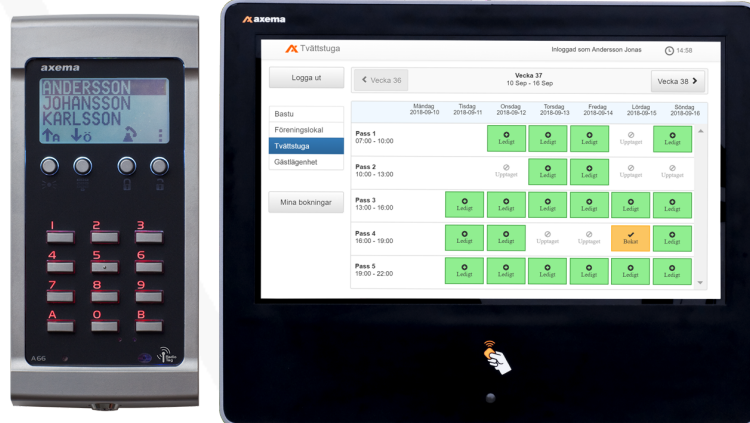 axema
ANDERSSON
JOHANSSON
KARLSSON
A Ö
1 2 3
4 5 6
7 8 9
A 0 B
A66
axema
Tvättstuga
Inloggad som Andersson Jonas
14:58
Logga ut
Vecka 36
Vecka 37
10 Sep - 16 Sep
Vecka 38
Bastu
Föreningslokal
Tvättstuga
Gästlägenhet
Mina bokningar
Måndag Tisdag Onsdag Torsdag Fredag Lördag Söndag
2018-09-10 2018-09-11 2018-09-12 2018-09-13 2018-09-14 2018-09-15 2018-09-16
Pass 1
07:00 - 10:00
Ledigt Ledigt Ledigt Upptaget Ledigt
Pass 2
10:00 - 13:00
Upptaget Ledigt Ledigt Upptaget Upptaget
Pass 3
13:00 - 16:00
Ledigt Ledigt Ledigt Ledigt Ledigt Ledigt
Pass 4
16:00 - 19:00
Ledigt Ledigt Upptaget Upptaget Bokat Ledigt
Pass 5
19:00 - 22:00
Ledigt Ledigt Ledigt Ledigt Ledigt Ledigt